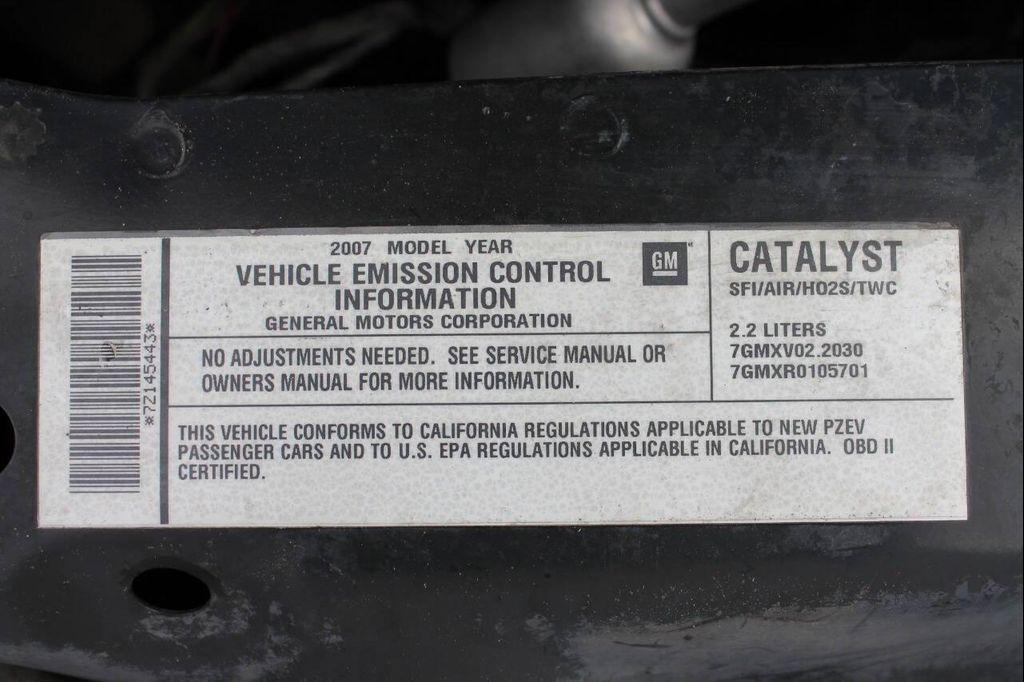 *7Z145443*
2007 MODEL YEAR
VEHICLE EMISSION CONTROL
INFORMATION
GENERAL MOTORS CORPORATION
GM
NO ADJUSTMENTS NEEDED. SEE SERVICE MANUAL OR
OWNERS MANUAL FOR MORE INFORMATION.
CATALYST
SFI/AIR/HO2S/TWC
2.2 LITERS
7GMXV02.2030
7GMXR0105701
THIS VEHICLE CONFORMS TO CALIFORNIA REGULATIONS APPLICABLE TO NEW PZEV
PASSENGER CARS AND TO U.S. EPA REGULATIONS APPLICABLE IN CALIFORNIA. OBD II
CERTIFIED.